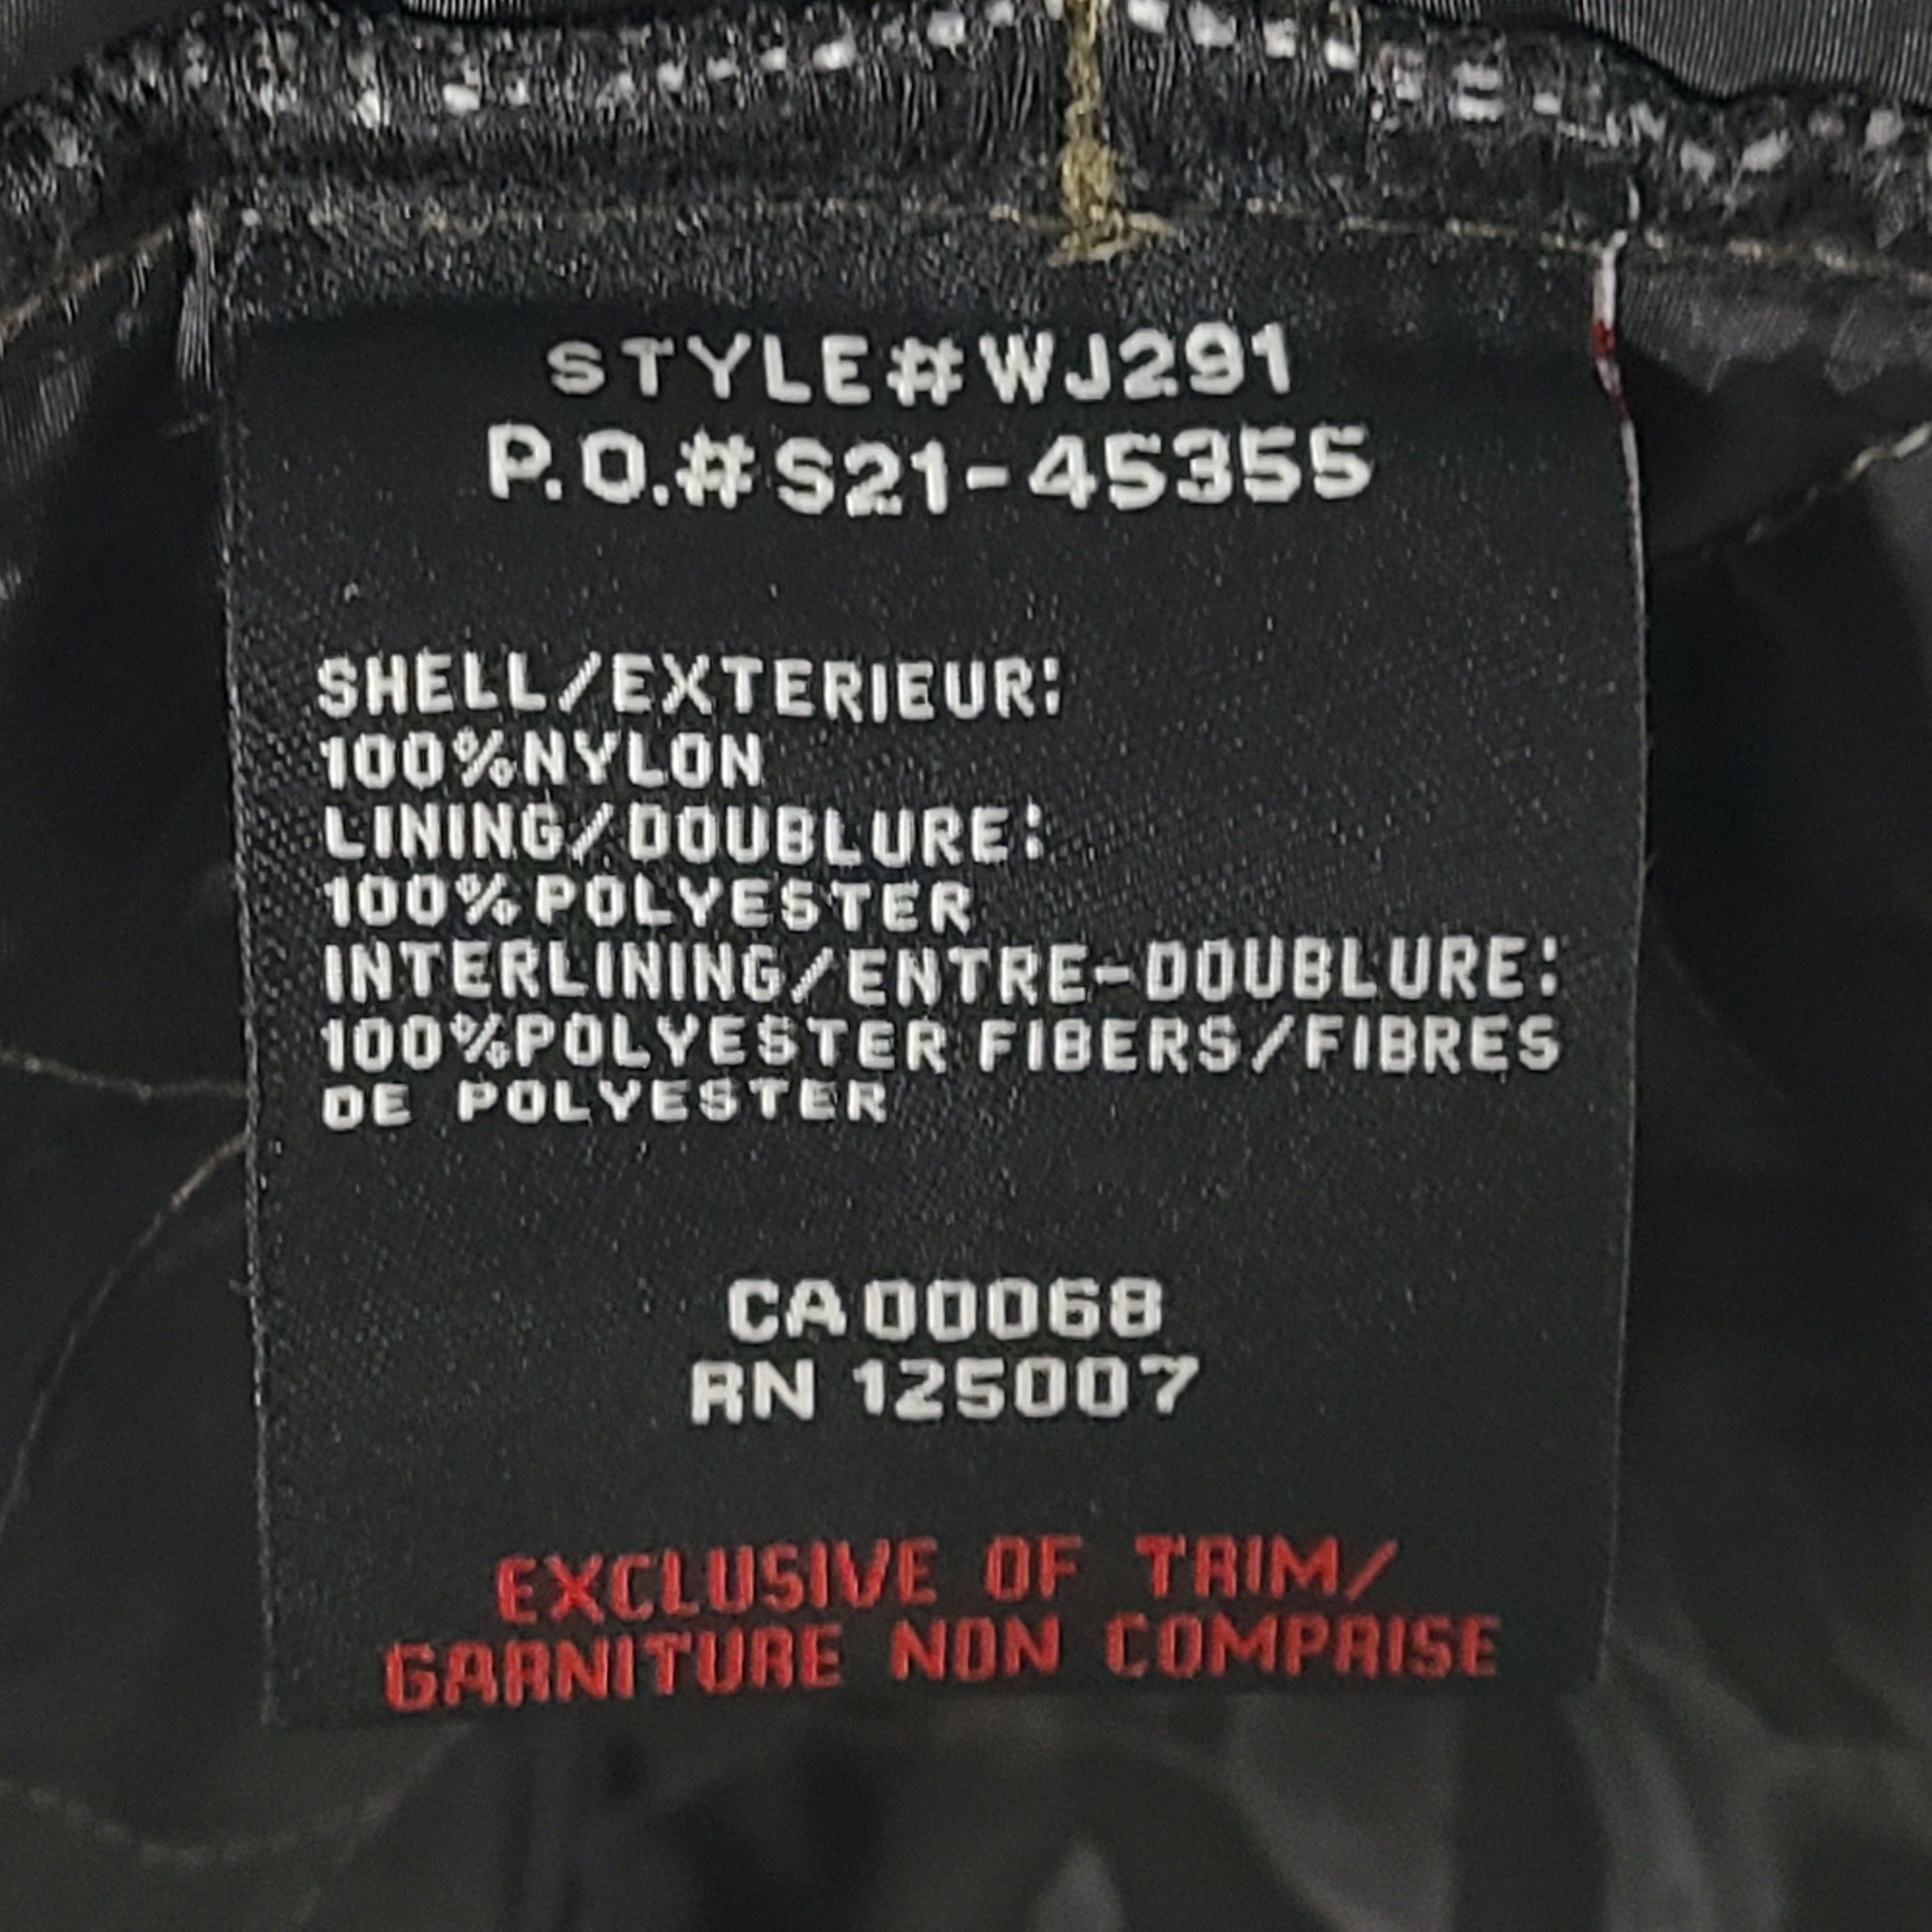 STYLE#WJ291
P.O.#S21-45355
SHELL/EXTERIEUR:
100%NYLON
LINING/DOUBLURE:
100%POLYESTER
INTERLINING/ENTRE-DOUBLURE:
100%POLYESTER FIBERS/FIBRES
DE POLYESTER
CA00068
RN 125007
EXCLUSIVE OF TRIM/
GARNITURE NON COMPRISE